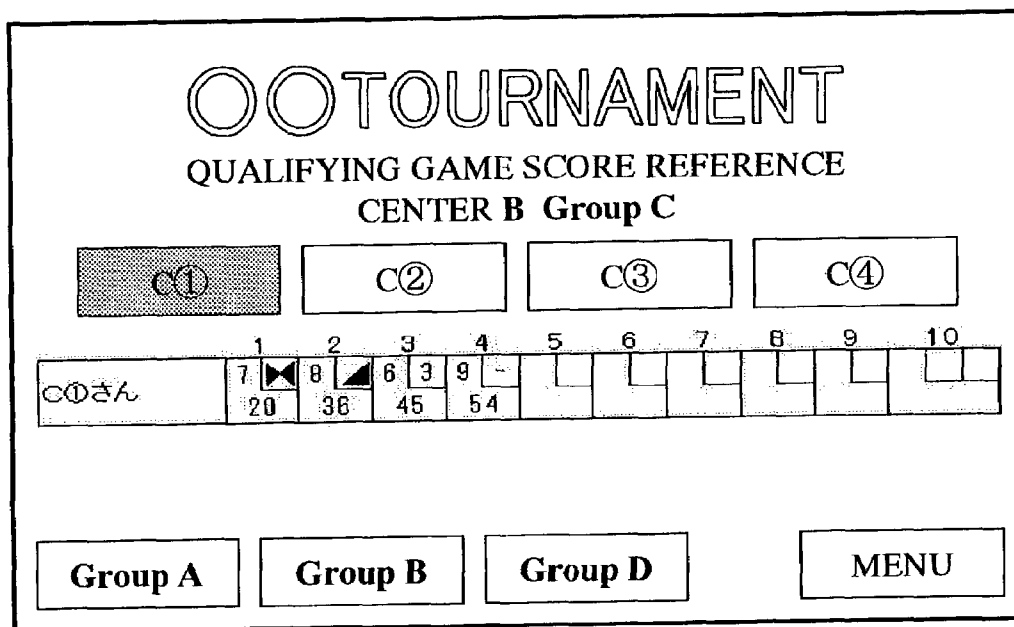 ○○TOURNAMENT
QUALIFYING GAME SCORE REFERENCE
CENTER B Group C
C① C② C③ C④
1 2 3 4 5 6 7 8 9 10
C①さん 7 8 6 3 9 -
20 36 45 54
Group A Group B Group D MENU